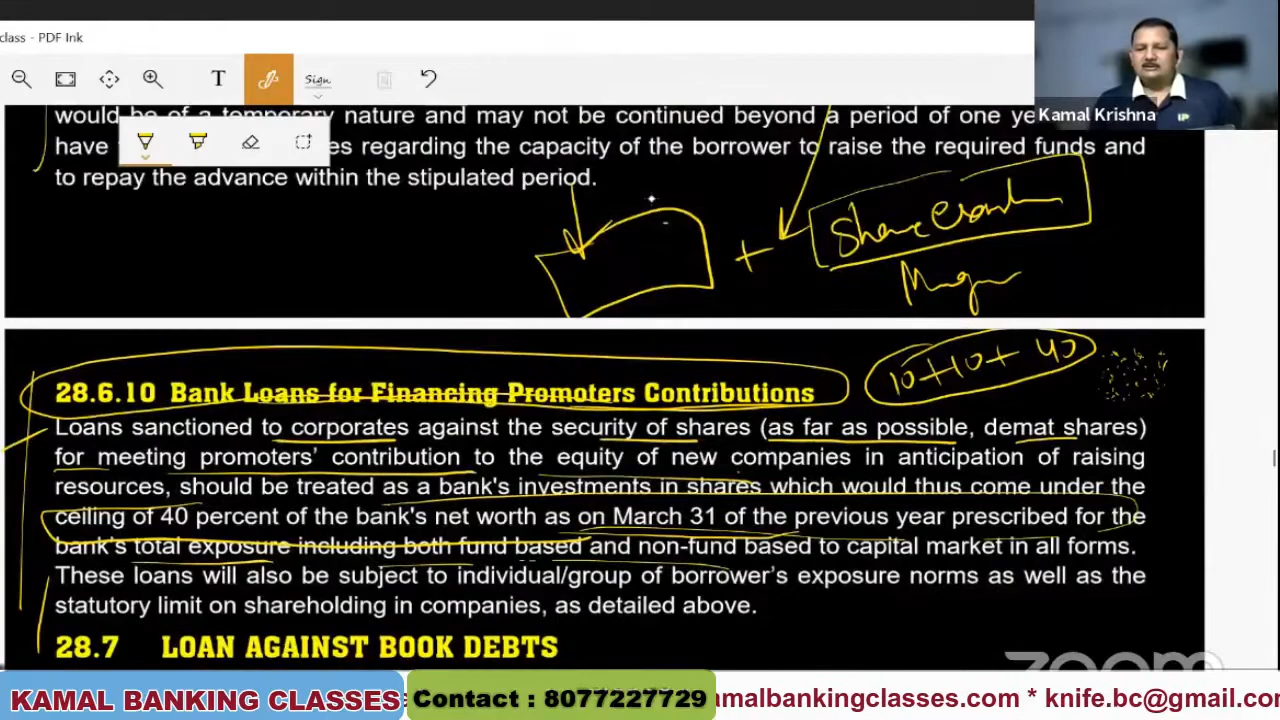 class - PDF Ink
T
Sign
Kamal Krishna
UP
would be of a temporary nature and may not be continued beyond a period of one ye
have es regarding the capacity of the borrower to raise the required funds and
to repay the advance within the stipulated period.
+
Share
28.6.10 Bank Loans for Financing Promoters Contributions
10+10+ 40
Loans sanctioned to corporates against the security of shares (as far as possible, demat shares)
for meeting promoters' contribution to the equity of new companies in anticipation of raising
resources, should be treated as a bank's investments in shares which would thus come under the
ceiling of 40 percent of the bank's net worth as on March 31 of the previous year prescribed for the
bank's total exposure including both fund based and non-fund based to capital market in all forms.
These loans will also be subject to individual/group of borrower's exposure norms as well as the
statutory limit on shareholding in companies, as detailed above.
28.7 LOAN AGAINST BOOK DEBTS
zoom
KAMAL BANKING CLASSES
Contact : 8077227729
kamalbankingclasses.com * knife.bc@gmail.co